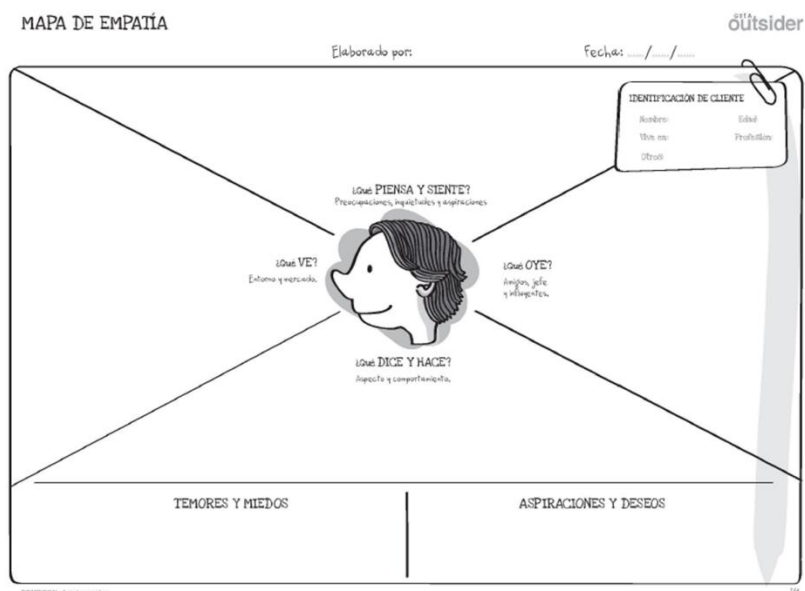 MAPA DE EMPATÍA
outsider
Elaborado por:
Fecha: ...../...../......
IDENTIFICACIÓN DE CLIENTE
Nombre: Edad:
Vive en: Profesión:
Otros:
¿Qué PIENSA Y SIENTE?
Preocupaciones, inquietudes y aspiraciones
¿Qué VE?
Entorno y mercado.
¿Qué OYE?
Amigos, jefe
y influyentes.
¿Qué DICE Y HACE?
Aspecto y comportamiento.
TEMORES Y MIEDOS
ASPIRACIONES Y DESEOS